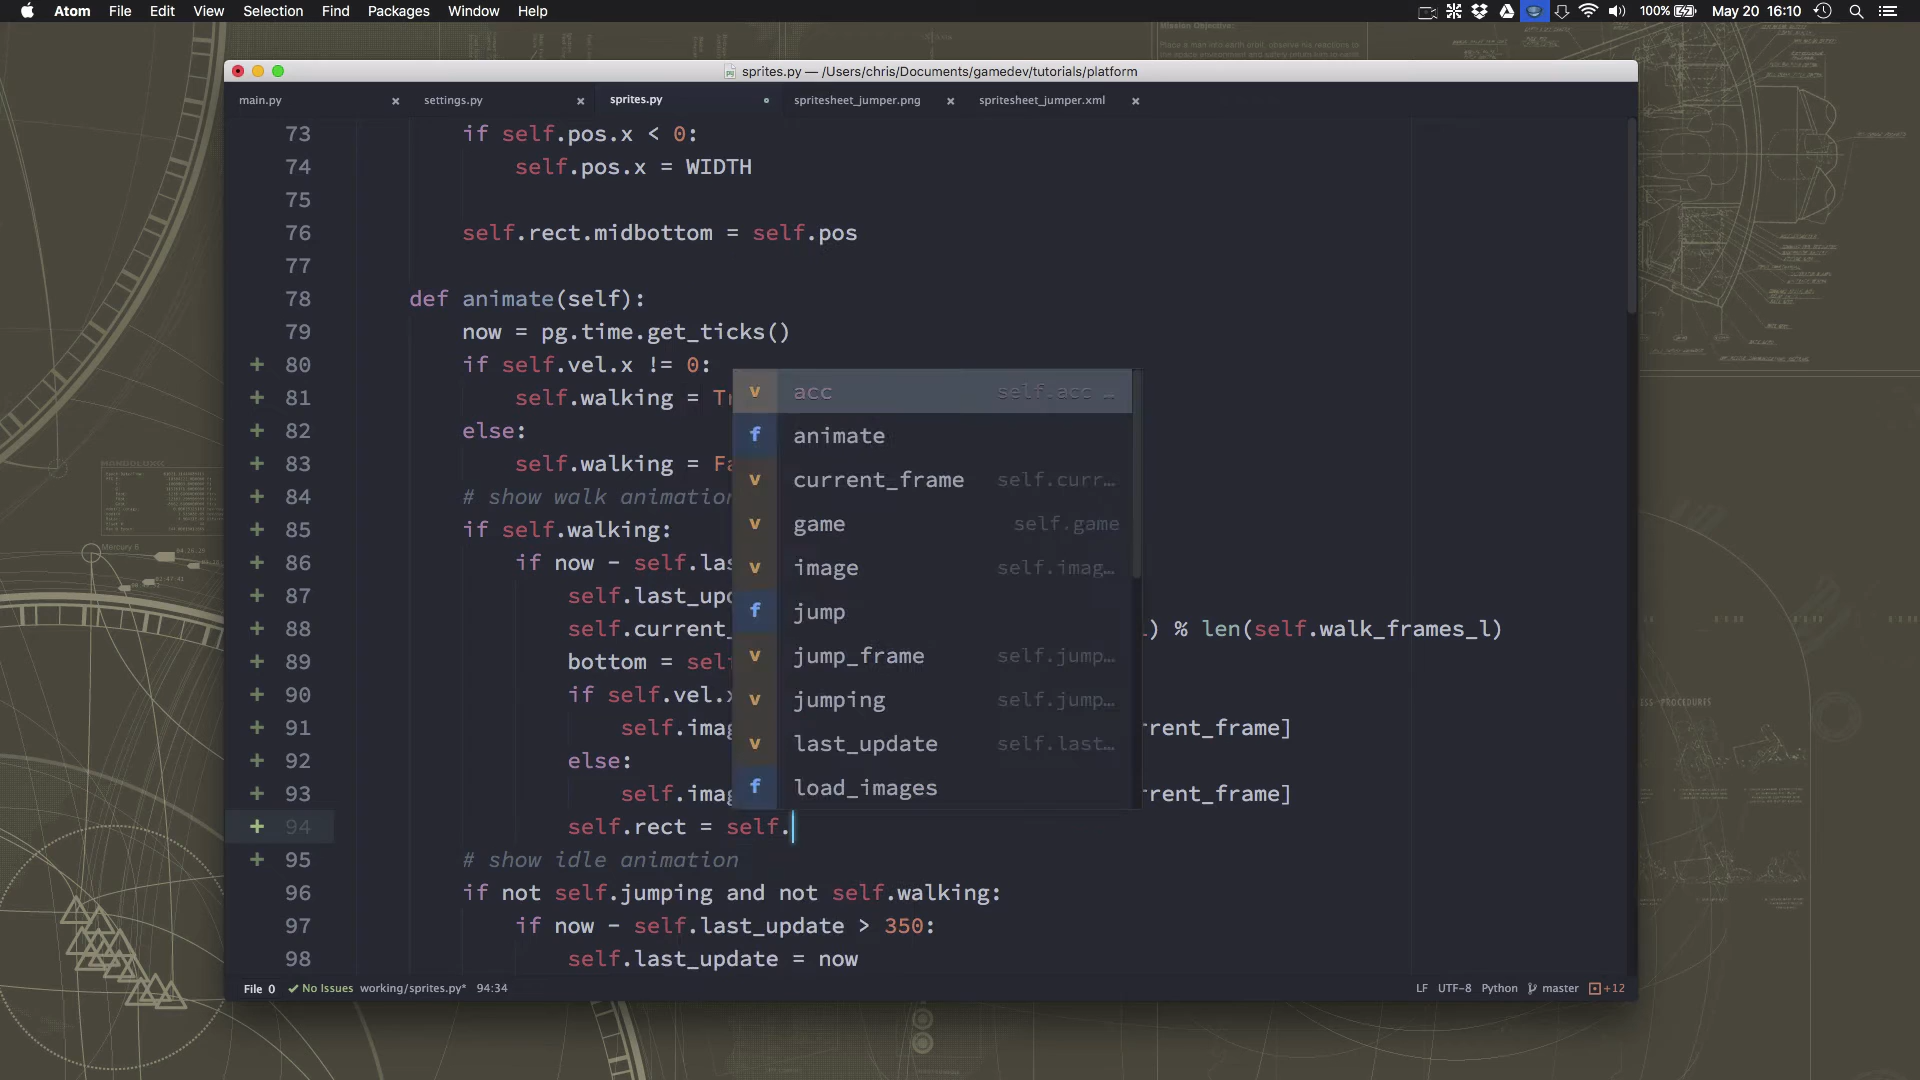 Atom File Edit View Selection Find Packages Window Help 100% May 20 16:10
Mission Objective:
sprites.py — /Users/chris/Documents/gamedev/tutorials/platform
main.py settings.py sprites.py spritesheet_jumper.png spritesheet_jumper.xml
73 if self.pos.x < 0:
74 self.pos.x = WIDTH
75
76 self.rect.midbottom = self.pos
77
78 def animate(self):
79 now = pg.time.get_ticks()
+ 80 if self.vel.x != 0:
+ 81 self.walking = Tr
+ 82 else:
+ 83 self.walking = Fa
+ 84 # show walk animation
+ 85 if self.walking:
+ 86 if now - self.las
+ 87 self.last_upd
+ 88 self.current_ ) % len(self.walk_frames_l)
+ 89 bottom = sel
+ 90 if self.vel.x
+ 91 self.imag rent_frame]
+ 92 else:
+ 93 self.imag rent_frame]
+ 94 self.rect = self.
+ 95 # show idle animation
96 if not self.jumping and not self.walking:
97 if now - self.last_update > 350:
98 self.last_update = now
v acc self.acc …
f animate
v current_frame self.curr…
v game self.game
v image self.imag…
f jump
v jump_frame self.jump…
v jumping self.jump…
v last_update self.last…
f load_images
File 0 No Issues working/sprites.py* 94:34 LF UTF-8 Python master +12